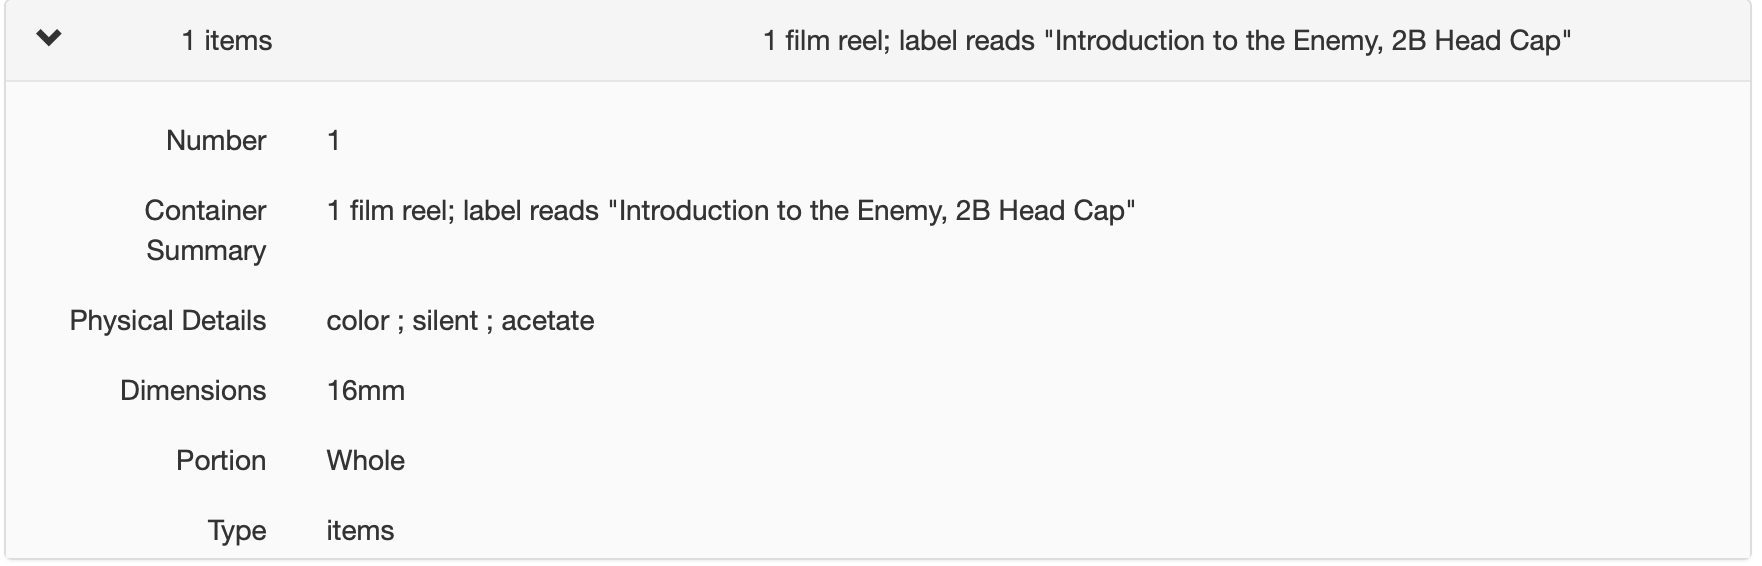 1 items 1 film reel; label reads "Introduction to the Enemy, 2B Head Cap"
Number 1
Container 1 film reel; label reads "Introduction to the Enemy, 2B Head Cap"
Summary
Physical Details color ; silent ; acetate
Dimensions 16mm
Portion Whole
Type items